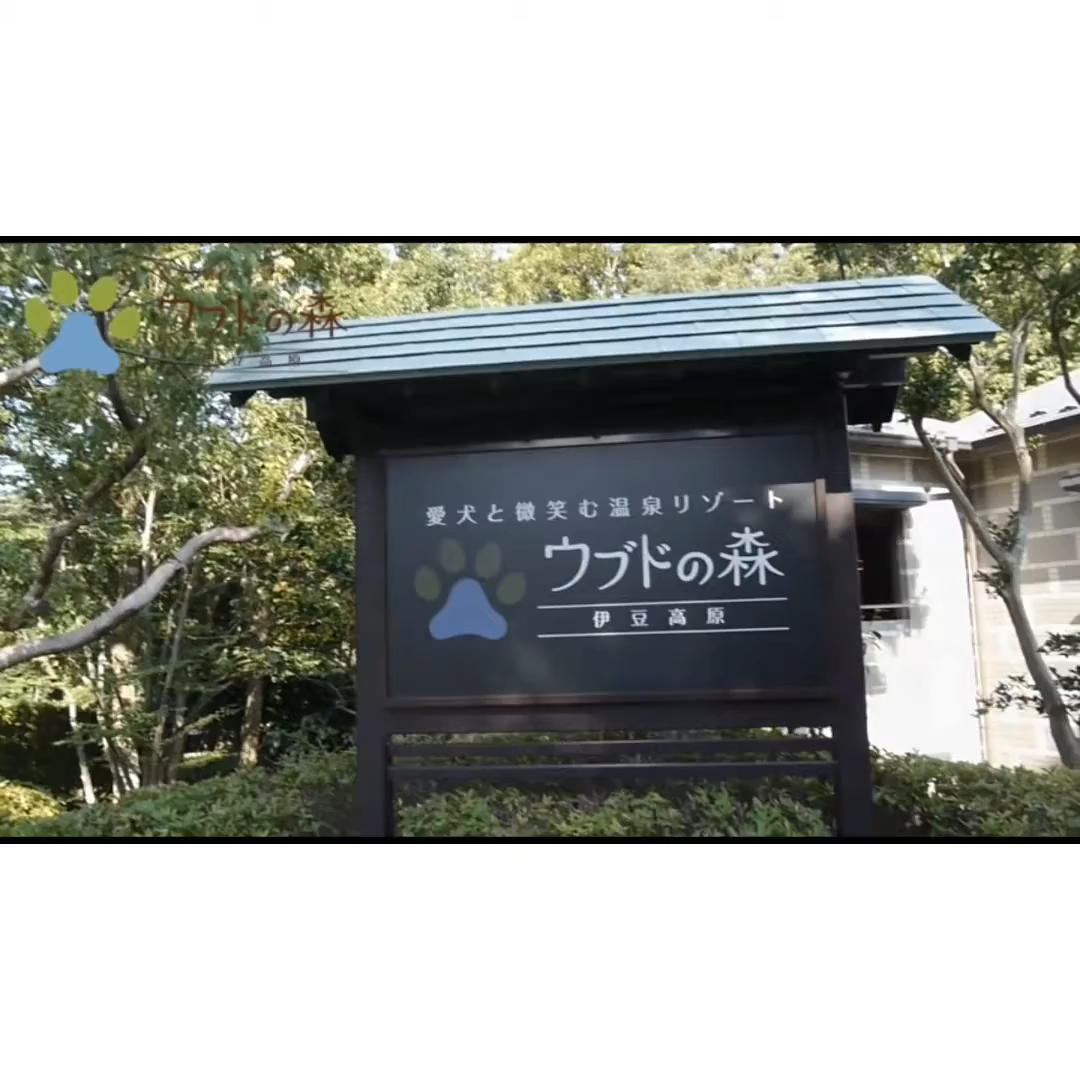 ウブドの森
愛犬と微笑む温泉リゾート
ウブドの森
伊豆高原